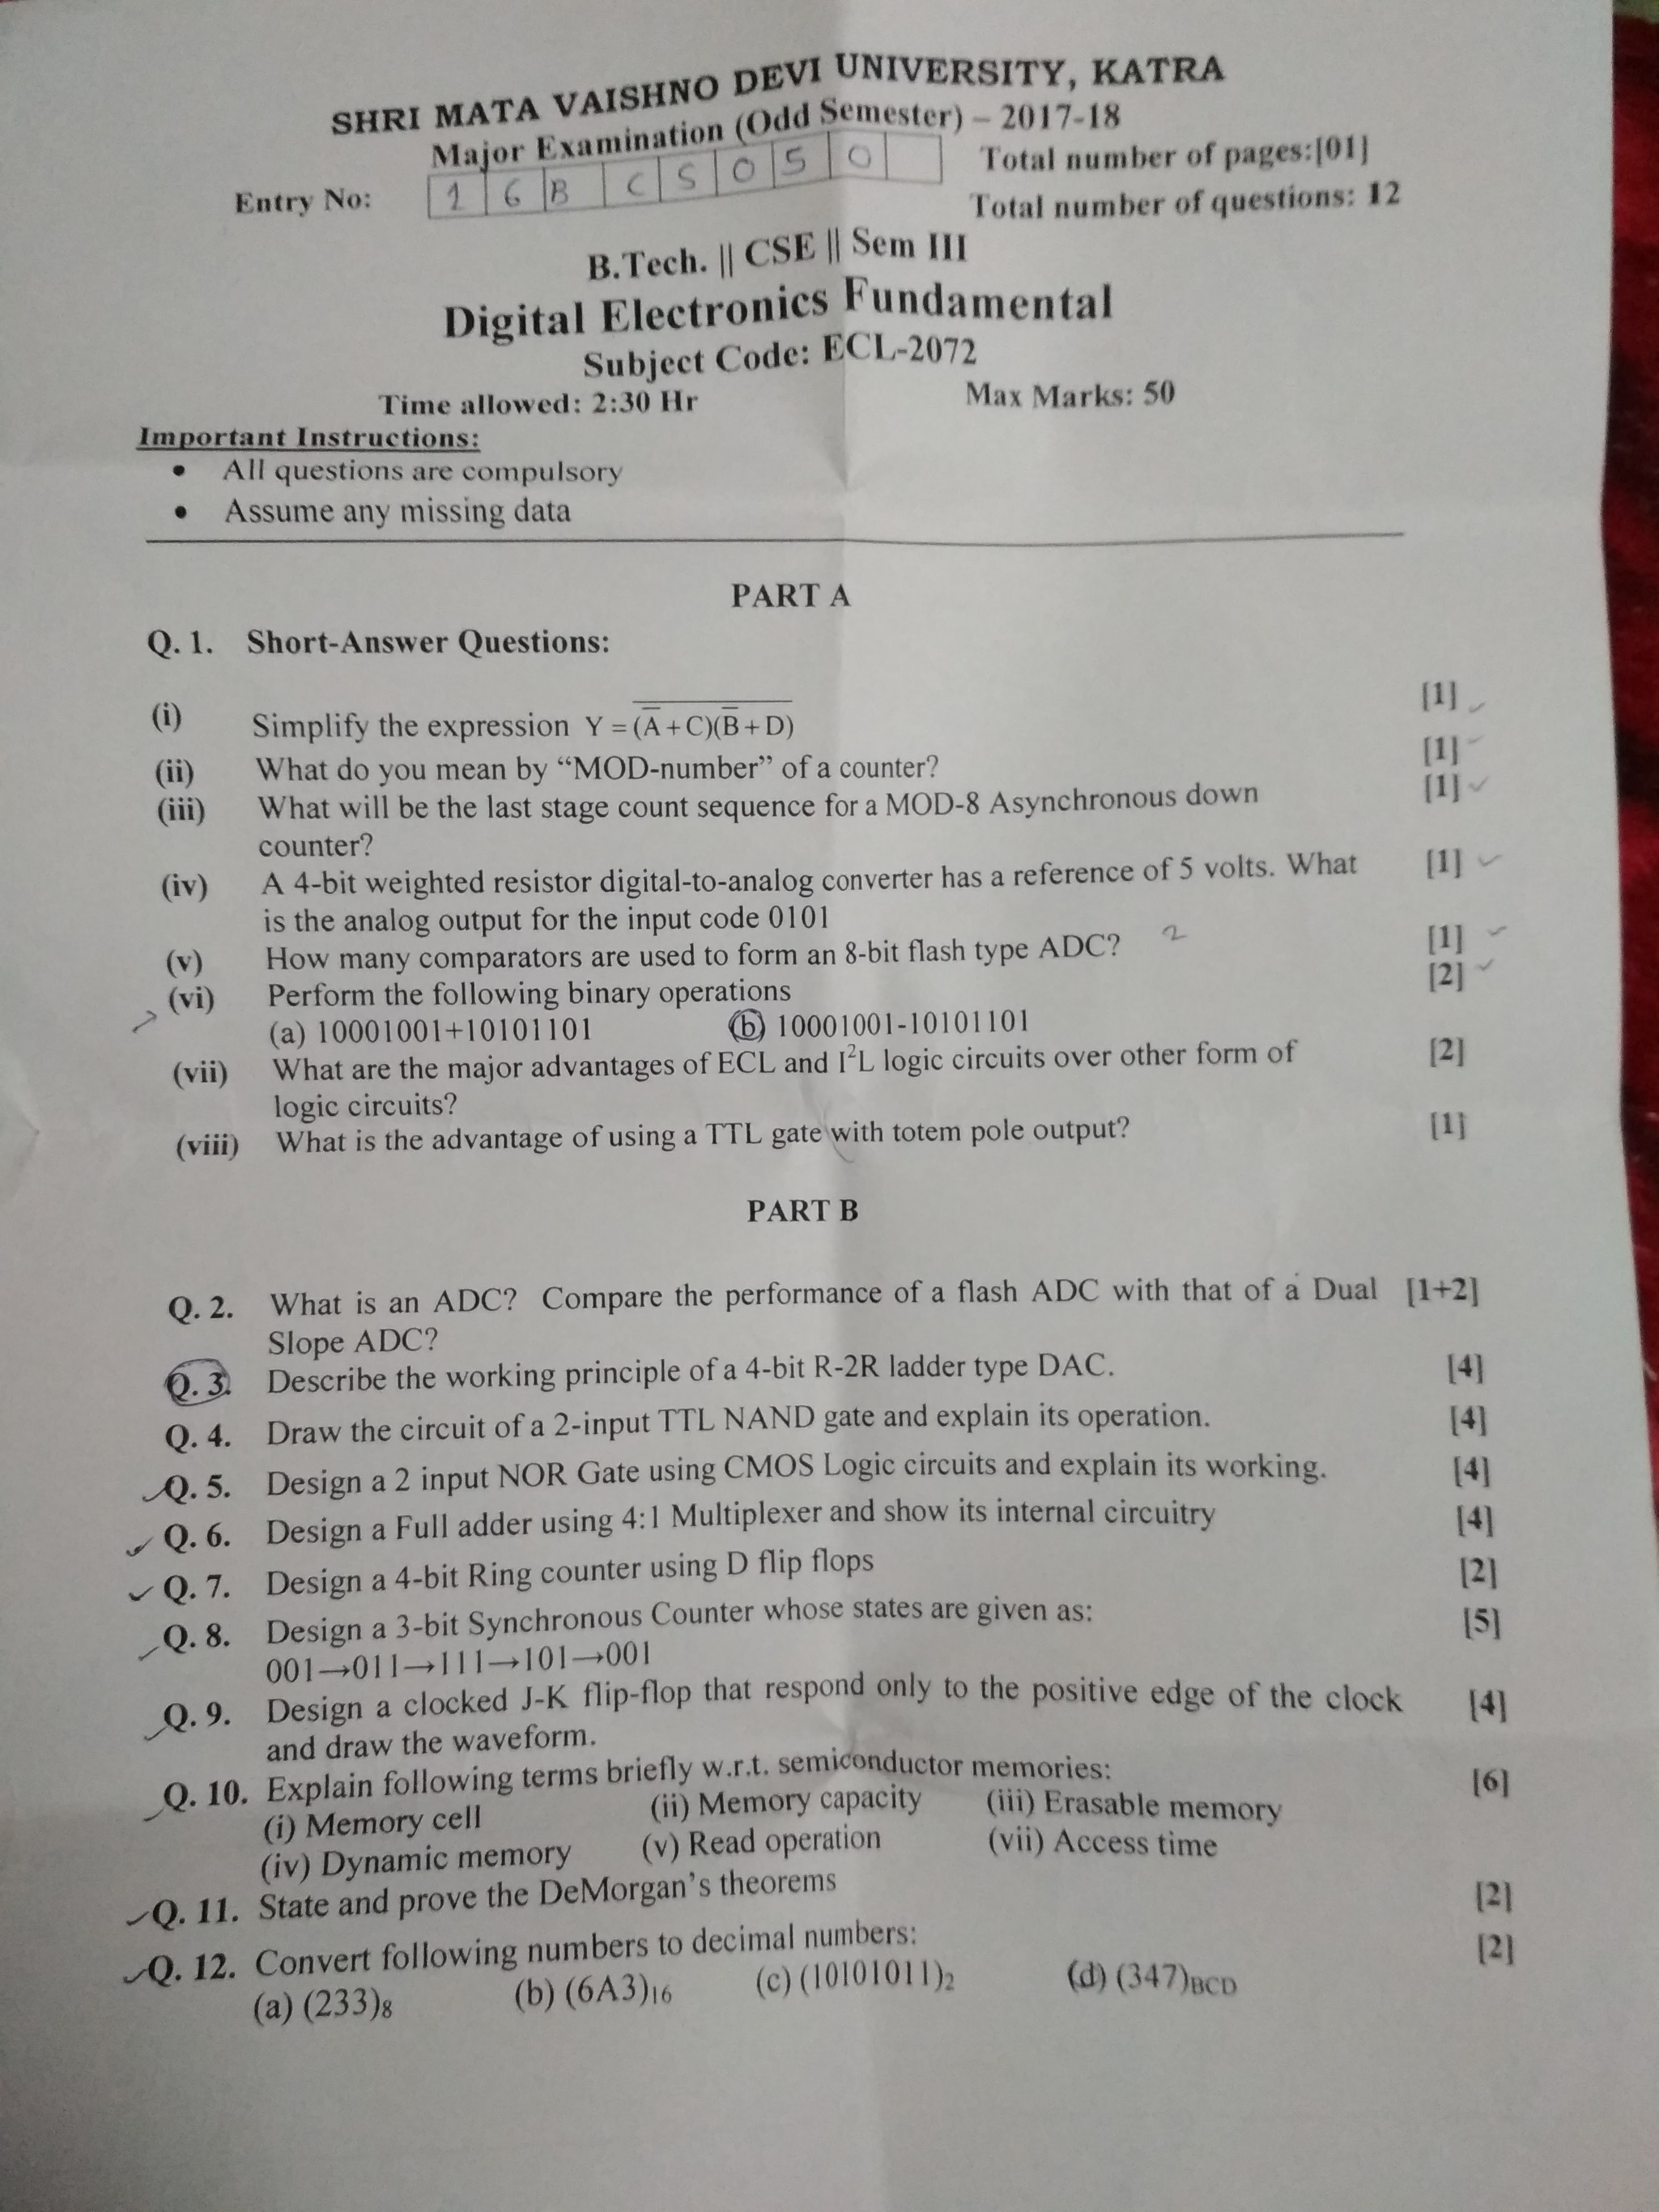 SHRI MATA VAISHNO DEVI UNIVERSITY, KATRA
Major Examination (Odd Semester) – 2017-18
Entry No: 1 6 B C S 0 5 0
Total number of pages:[01]
Total number of questions: 12
B.Tech. || CSE || Sem III
Digital Electronics Fundamental
Subject Code: ECL-2072
Time allowed: 2:30 Hr Max Marks: 50
Important Instructions:
• All questions are compulsory
• Assume any missing data
PART A
Q. 1. Short-Answer Questions:
(i) Simplify the expression Y = \overline{(\overline{A}+C)(\overline{B}+D)} [1]
(ii) What do you mean by “MOD-number” of a counter? [1]
(iii) What will be the last stage count sequence for a MOD-8 Asynchronous down [1]
counter?
(iv) A 4-bit weighted resistor digital-to-analog converter has a reference of 5 volts. What [1]
is the analog output for the input code 0101
(v) How many comparators are used to form an 8-bit flash type ADC? 2 [1]
(vi) Perform the following binary operations [2]
(a) 10001001+10101101 (b) 10001001-10101101
(vii) What are the major advantages of ECL and I²L logic circuits over other form of [2]
logic circuits?
(viii) What is the advantage of using a TTL gate with totem pole output? [1]
PART B
Q. 2. What is an ADC? Compare the performance of a flash ADC with that of a Dual [1+2]
Slope ADC?
Q. 3. Describe the working principle of a 4-bit R-2R ladder type DAC. [4]
Q. 4. Draw the circuit of a 2-input TTL NAND gate and explain its operation. [4]
Q. 5. Design a 2 input NOR Gate using CMOS Logic circuits and explain its working. [4]
Q. 6. Design a Full adder using 4:1 Multiplexer and show its internal circuitry [4]
Q. 7. Design a 4-bit Ring counter using D flip flops [2]
Q. 8. Design a 3-bit Synchronous Counter whose states are given as: [5]
001→011→111→101→001
Q. 9. Design a clocked J-K flip-flop that respond only to the positive edge of the clock [4]
and draw the waveform.
Q. 10. Explain following terms briefly w.r.t. semiconductor memories: [6]
(i) Memory cell (ii) Memory capacity (iii) Erasable memory
(iv) Dynamic memory (v) Read operation (vii) Access time
Q. 11. State and prove the DeMorgan’s theorems [2]
Q. 12. Convert following numbers to decimal numbers: [2]
(a) (233)₈ (b) (6A3)₁₆ (c) (10101011)₂ (d) (347)BCD